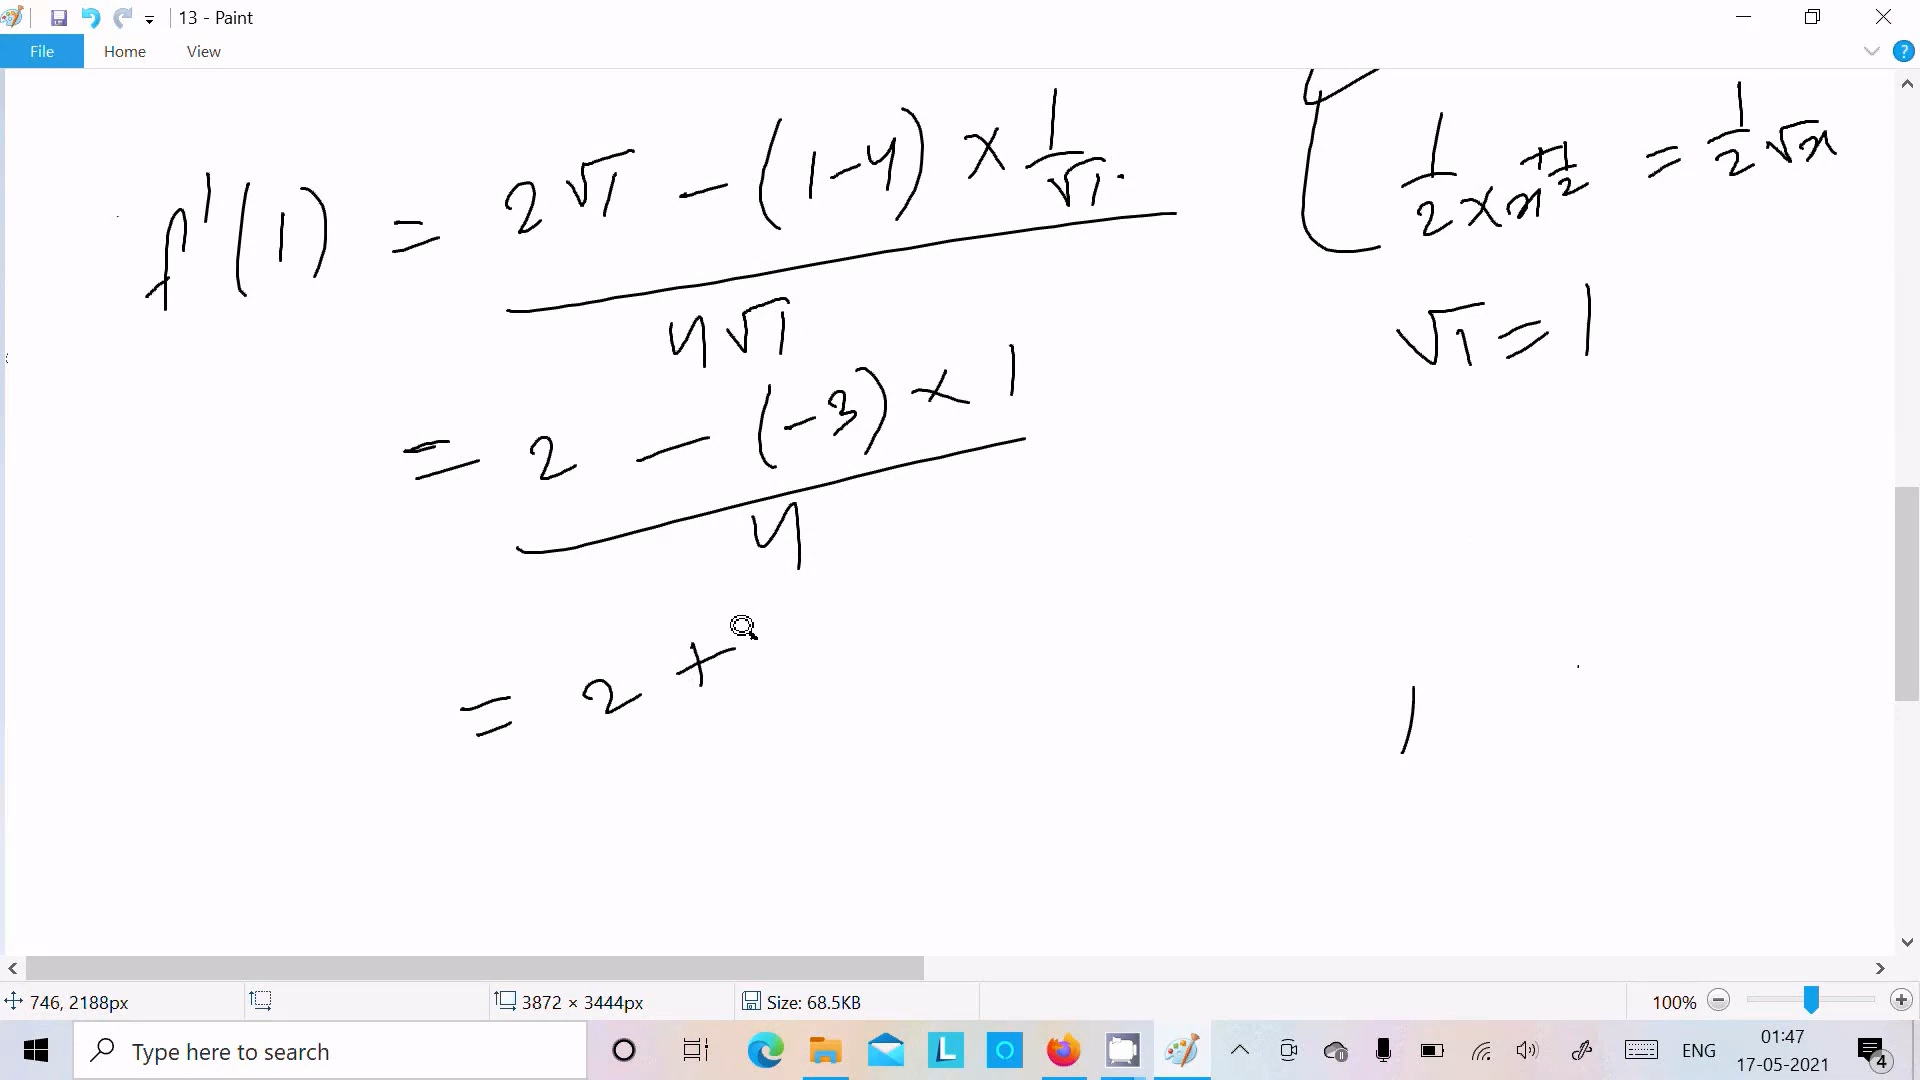 13 - Paint
File Home View
f'(1) = 2√1 - (1-4) × 1/√1.
4√1
= 2 - (-3) × 1
4
= 2 +
1/2×x^+1/2 = 1/2√x
√1 = 1
746, 2188px
3872 × 3444px
Size: 68.5KB
100%
Type here to search
L
ENG
01:47
17-05-2021
4